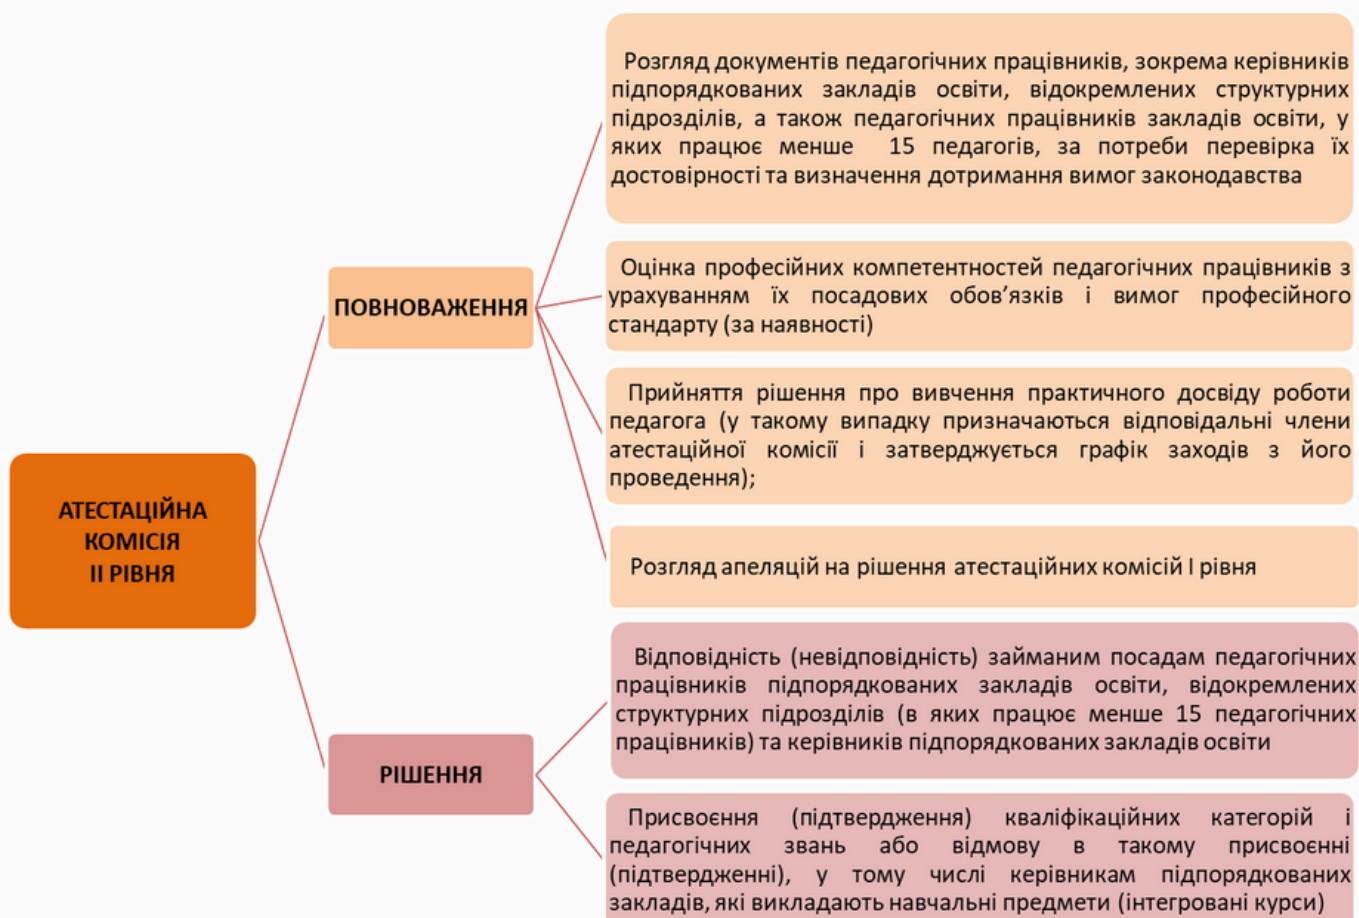 АТЕСТАЦІЙНА
КОМІСІЯ
ІІ РІВНЯ
ПОВНОВАЖЕННЯ
Розгляд документів педагогічних працівників, зокрема керівників
підпорядкованих закладів освіти, відокремлених структурних
підрозділів, а також педагогічних працівників закладів освіти, у
яких працює менше 15 педагогів, за потреби перевірка їх
достовірності та визначення дотримання вимог законодавства
Оцінка професійних компетентностей педагогічних працівників з
урахуванням їх посадових обов’язків і вимог професійного
стандарту (за наявності)
Прийняття рішення про вивчення практичного досвіду роботи
педагога (у такому випадку призначаються відповідальні члени
атестаційної комісії і затверджується графік заходів з його
проведення);
Розгляд апеляцій на рішення атестаційних комісій І рівня
РІШЕННЯ
Відповідність (невідповідність) займаним посадам педагогічних
працівників підпорядкованих закладів освіти, відокремлених
структурних підрозділів (в яких працює менше 15 педагогічних
працівників) та керівників підпорядкованих закладів освіти
Присвоєння (підтвердження) кваліфікаційних категорій і
педагогічних звань або відмову в такому присвоєнні
(підтвердженні), у тому числі керівникам підпорядкованих
закладів, які викладають навчальні предмети (інтегровані курси)